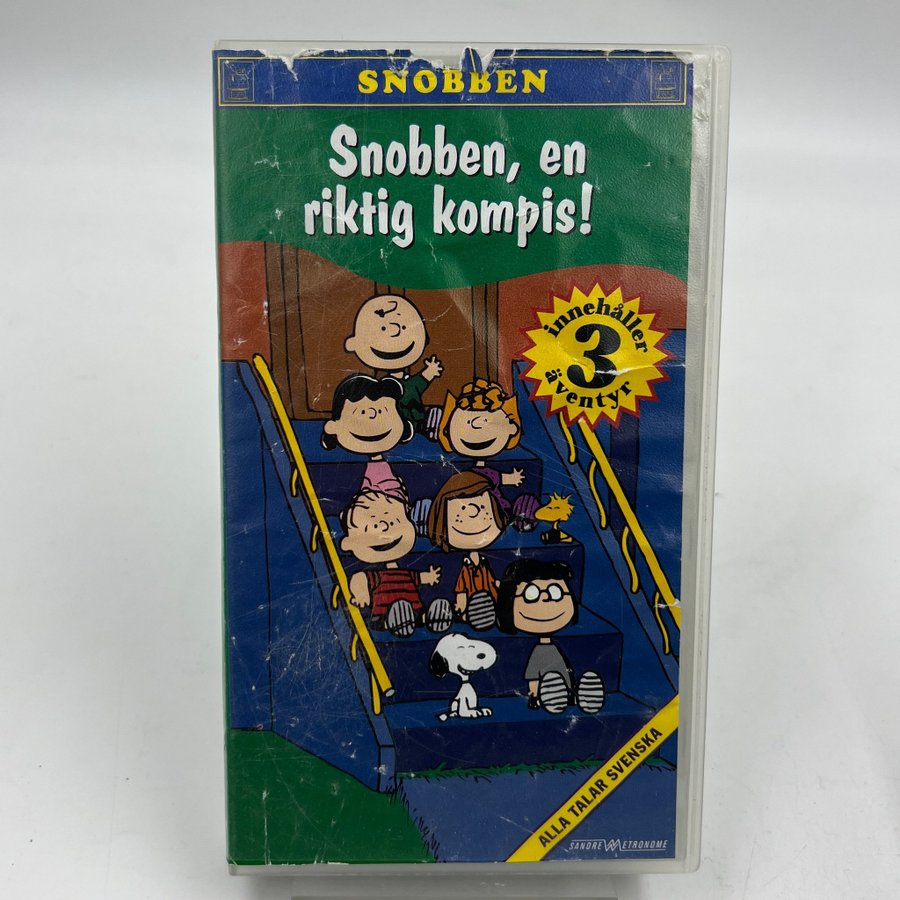 SNOBBEN
Snobben, en
riktig kompis!
innehåller
3
äventyr
ALLA TALAR SVENSKA
SANDREW METRONOME